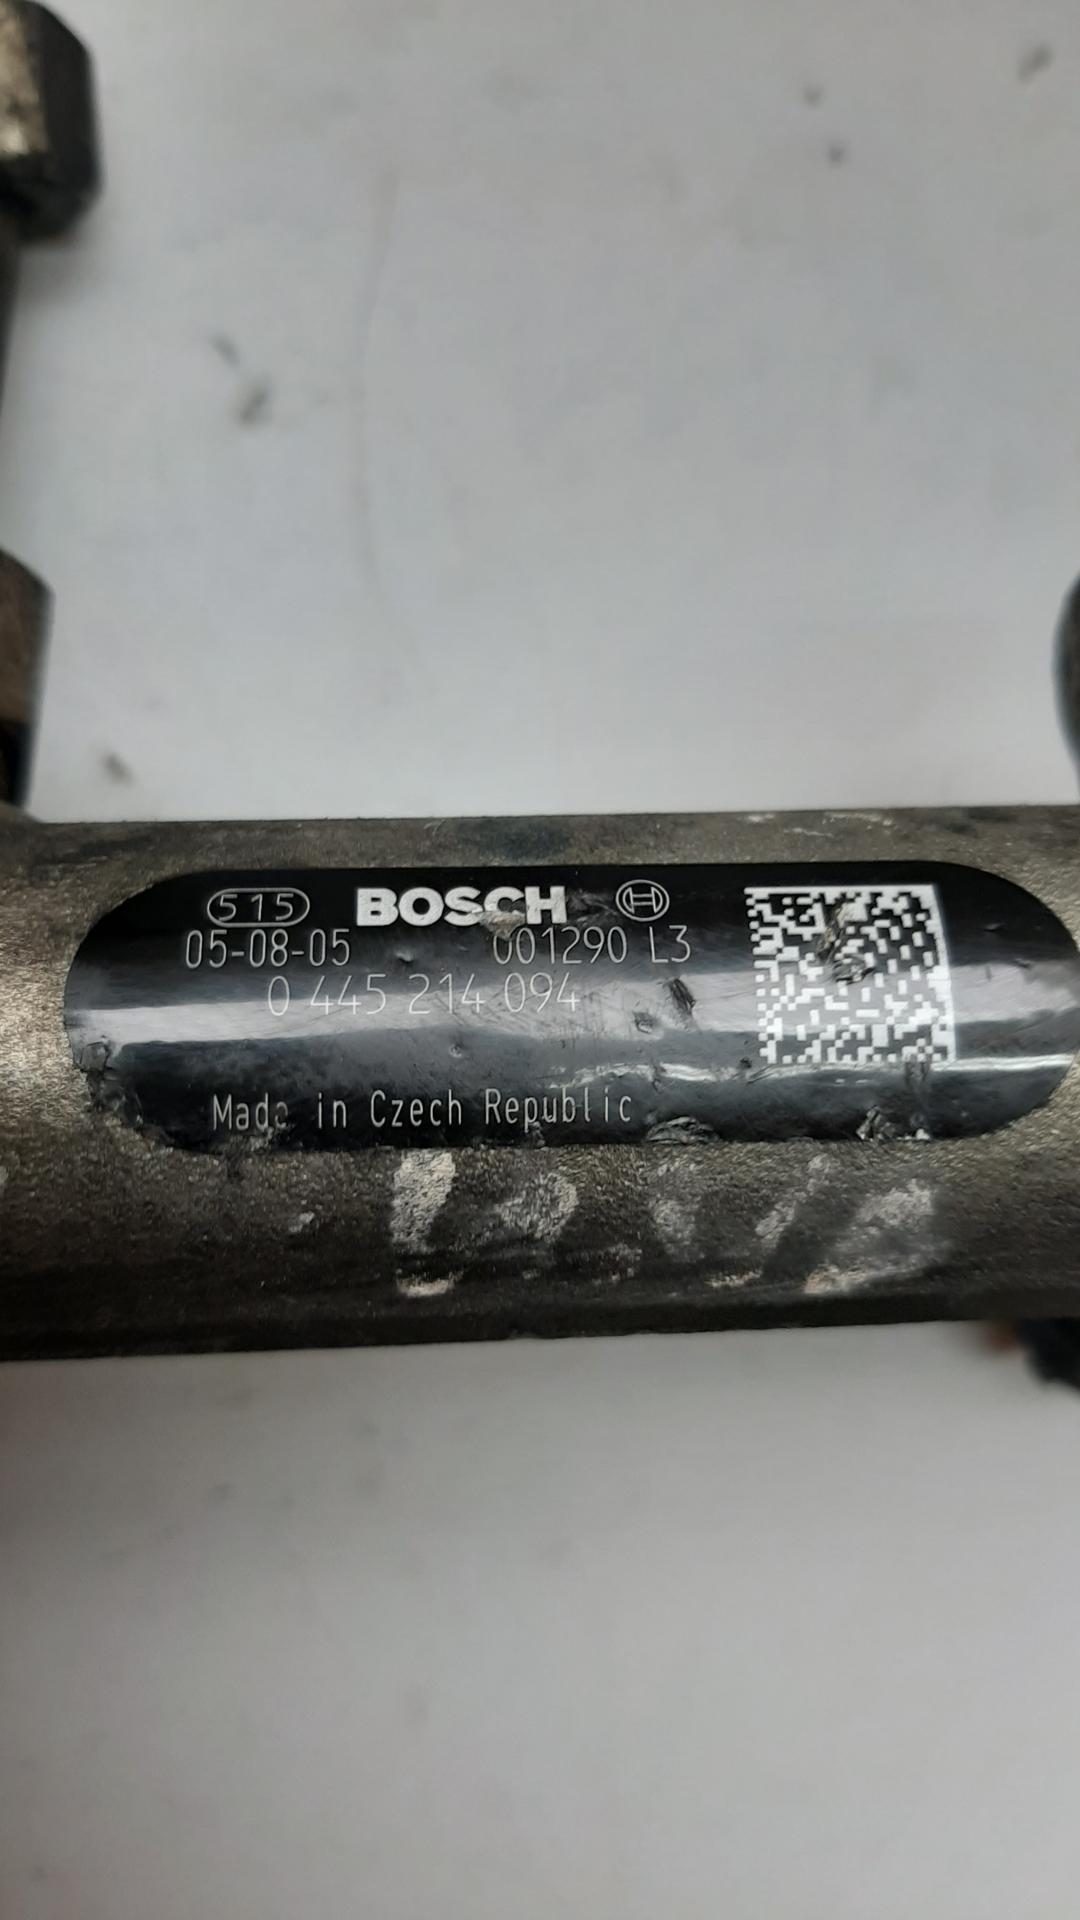 515 BOSCH
05-08-05 001290 L3
0 445 214 094
Made in Czech Republic